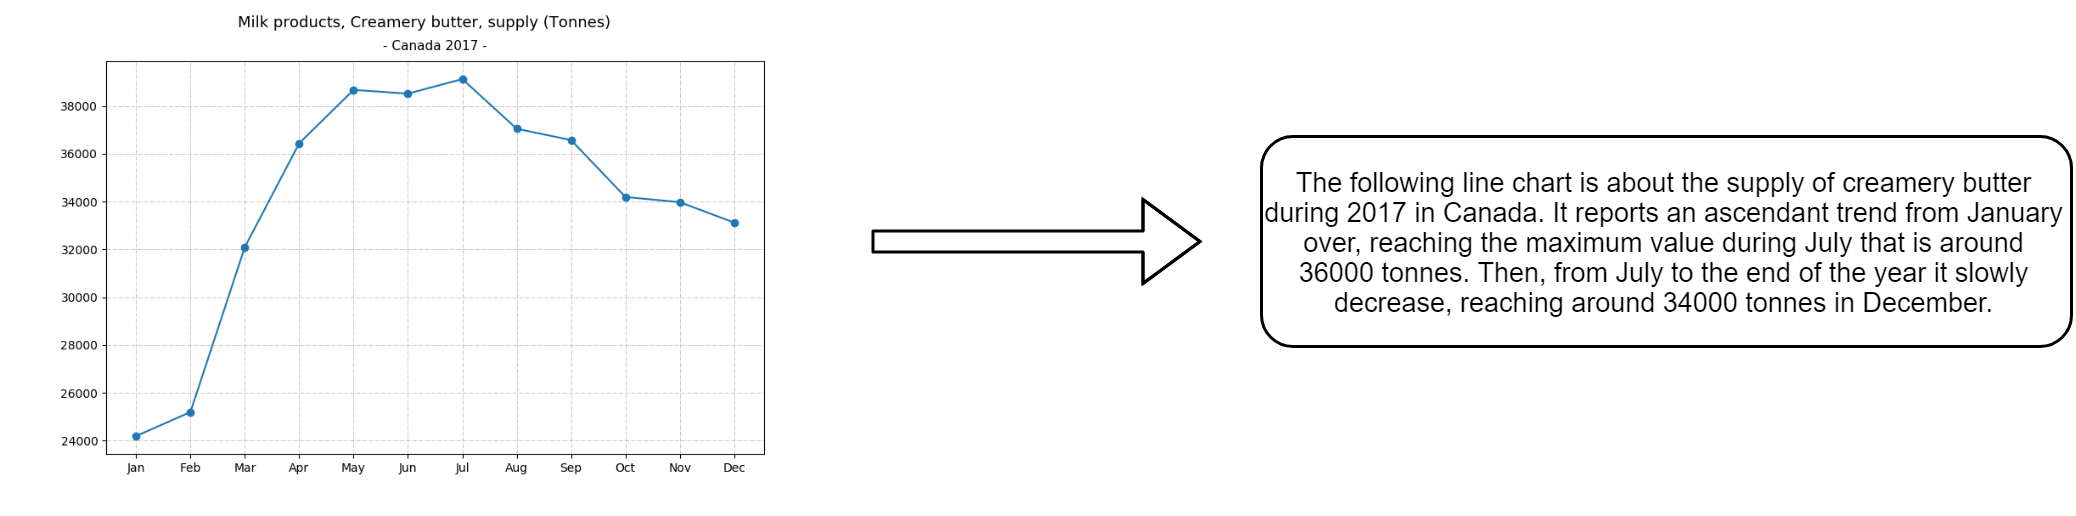 Milk products, Creamery butter, supply (Tonnes)
- Canada 2017 -
38000
36000
34000
32000
30000
28000
26000
24000
Jan Feb Mar Apr May Jun Jul Aug Sep Oct Nov Dec
The following line chart is about the supply of creamery butter
during 2017 in Canada. It reports an ascendant trend from January
over, reaching the maximum value during July that is around
36000 tonnes. Then, from July to the end of the year it slowly
decrease, reaching around 34000 tonnes in December.